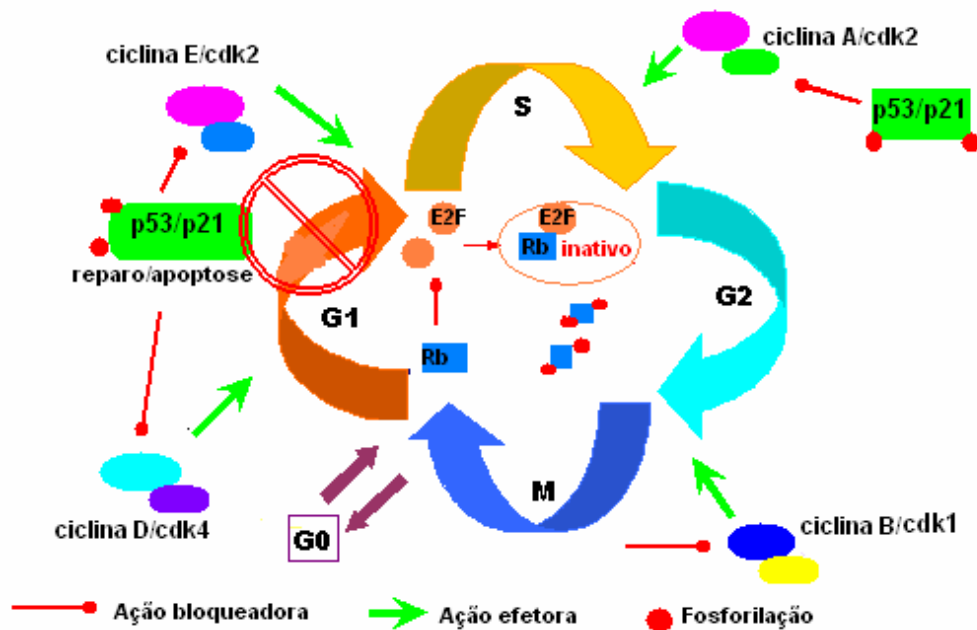 ciclina E/cdk2
ciclina A/cdk2
S
p53/p21
p53/p21
reparo/apoptose
E2F
E2F
Rb inativo
G1
G2
Rb
M
ciclina D/cdk4
G0
ciclina B/cdk1
Ação bloqueadora
Ação efetora
Fosforilação